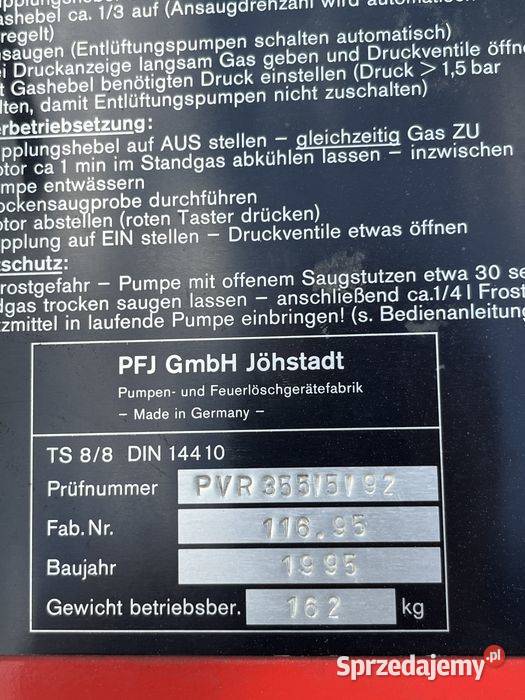 ashebel ca. 1/3 auf (Ansaugdrehzahl wird automatisch
regelt)
saugen (Entlüftungspumpen schalten automatisch)
ei Druckanzeige langsam Gas geben und Druckventile öffn
t Gashebel benötigten Druck einstellen (Druck > 1,5 bar
lten, damit Entlüftungspumpen nicht zuschalten)
erbetriebsetzung:
pplungshebel auf AUS stellen – gleichzeitig Gas ZU
otor ca 1 min im Standgas abkühlen lassen – inzwischen
mpe entwässern
ockensaugprobe durchführen
otor abstellen (roten Taster drücken)
pplung auf EIN stellen – Druckventile etwas öffnen
tschutz:
rostgefahr – Pumpe mit offenem Saugstutzen etwa 30 se
dgas trocken saugen lassen – anschließend ca.1/4 l Frost
tzmittel in laufende Pumpe einbringen! (s. Bedienanleitung
PFJ GmbH Jöhstadt
Pumpen- und Feuerlöschgerätefabrik
– Made in Germany –
TS 8/8 DIN 14410
Prüfnummer PVR 355/5/92
Fab. Nr. 116.95
Baujahr 1995
Gewicht betriebsber. 162 kg
Sprzedajemy.pl